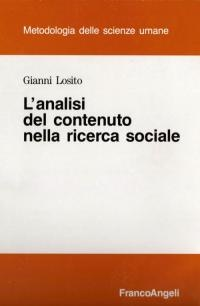 Metodologia delle scienze umane
Gianni Losito
L'analisi
del contenuto
nella ricerca sociale
FrancoAngeli